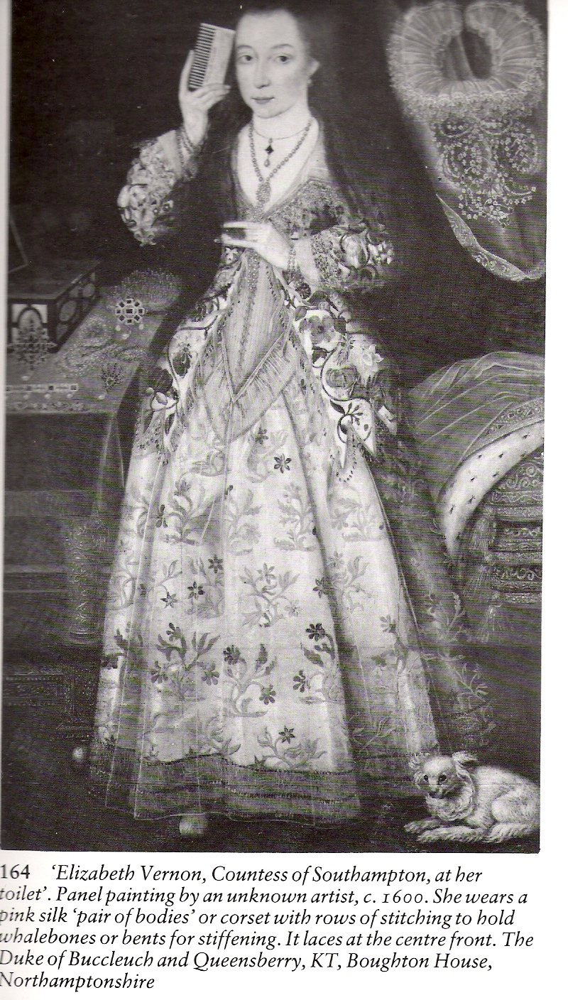 164 'Elizabeth Vernon, Countess of Southampton, at her
toilet'. Panel painting by an unknown artist, c. 1600. She wears a
pink silk 'pair of bodies' or corset with rows of stitching to hold
whalebones or bents for stiffening. It laces at the centre front. The
Duke of Buccleuch and Queensberry, KT, Boughton House,
Northamptonshire